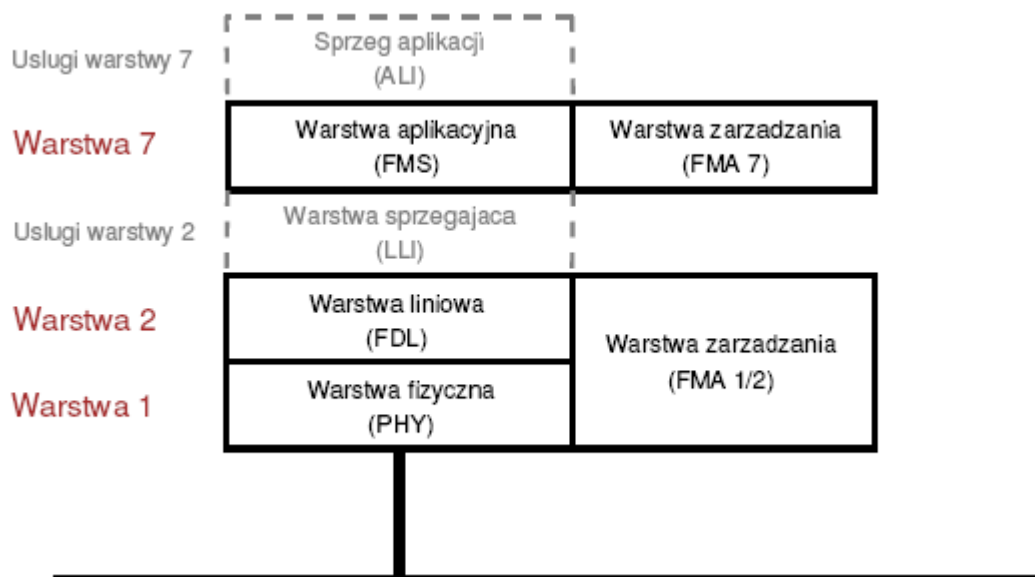 Uslugi warstwy 7
Sprzeg aplikacji
(ALI)
Warstwa 7
Warstwa aplikacyjna
(FMS)
Warstwa zarzadzania
(FMA 7)
Uslugi warstwy 2
Warstwa sprzegajaca
(LLI)
Warstwa 2
Warstwa liniowa
(FDL)
Warstwa zarzadzania
(FMA 1/2)
Warstwa 1
Warstwa fizyczna
(PHY)